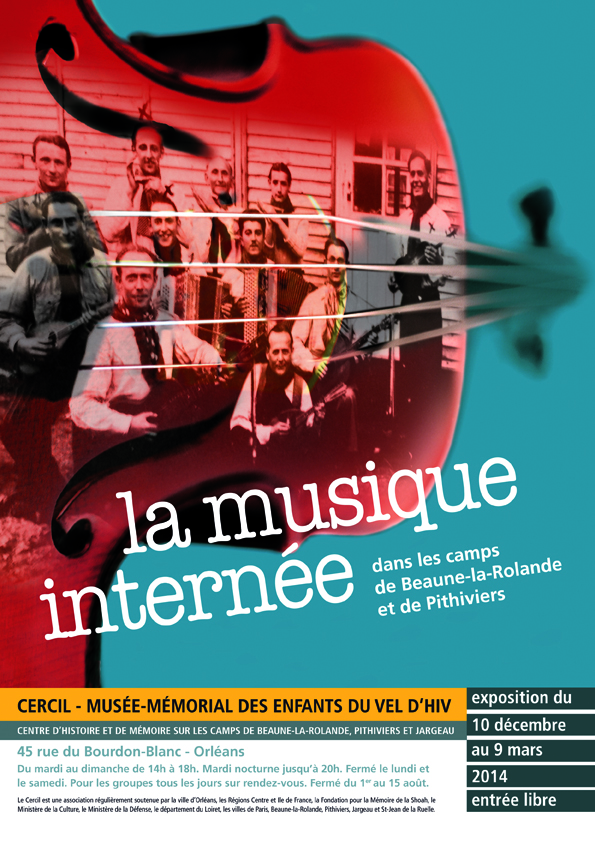 la musique
internée
dans les camps
de Beaune-la-Rolande
et de Pithiviers
CERCIL - MUSÉE-MÉMORIAL DES ENFANTS DU VEL D'HIV
CENTRE D'HISTOIRE ET DE MÉMOIRE SUR LES CAMPS DE BEAUNE-LA-ROLANDE, PITHIVIERS ET JARGEAU
45 rue du Bourdon-Blanc - Orléans
Du mardi au dimanche de 14h à 18h. Mardi nocturne jusqu'à 20h. Fermé le lundi et
le samedi. Pour les groupes tous les jours sur rendez-vous. Fermé du 1er au 15 août.
Le Cercil est une association régulièrement soutenue par la ville d'Orléans, les Régions Centre et Ile de France, la Fondation pour la Mémoire de la Shoah, le
Ministère de la Culture, le Ministère de la Défense, le département du Loiret, les villes de Paris, Beaune-la-Rolande, Pithiviers, Jargeau et St-Jean de la Ruelle.
exposition du
10 décembre
au 9 mars
2014
entrée libre